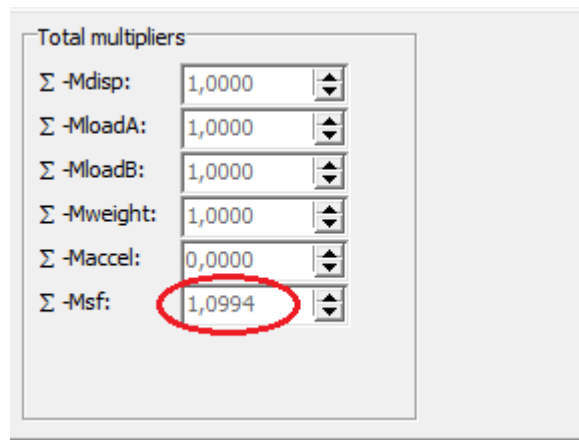 Total multipliers
Σ -Mdisp: 1,0000
Σ -MloadA: 1,0000
Σ -MloadB: 1,0000
Σ -Mweight: 1,0000
Σ -Maccel: 0,0000
Σ -Msf: 1,0994